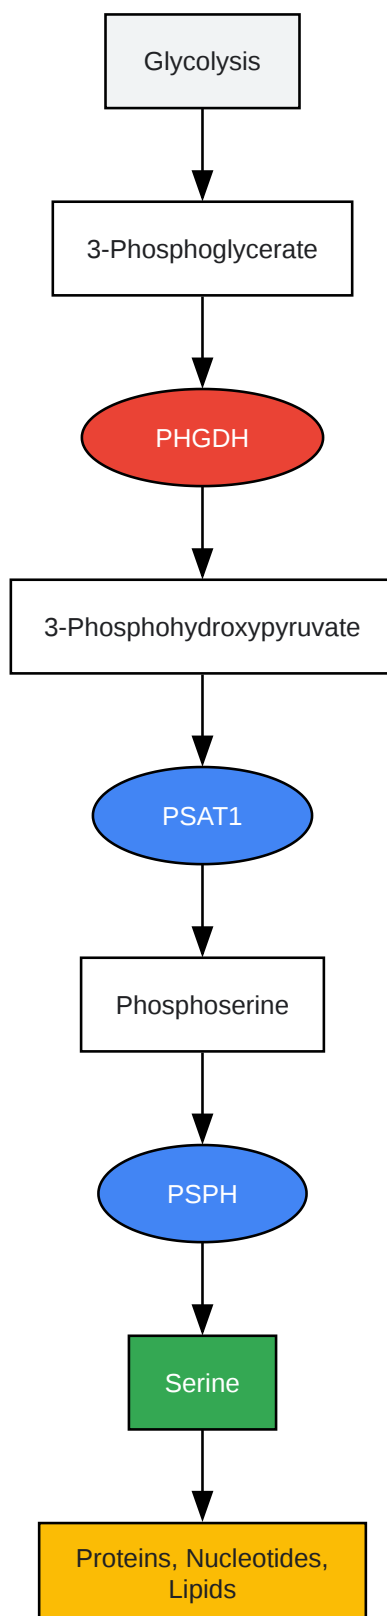 Glycolysis
3-Phosphoglycerate
PHGDH
3-Phosphohydroxypyruvate
PSAT1
Phosphoserine
PSPH
Serine
Proteins, Nucleotides,
Lipids